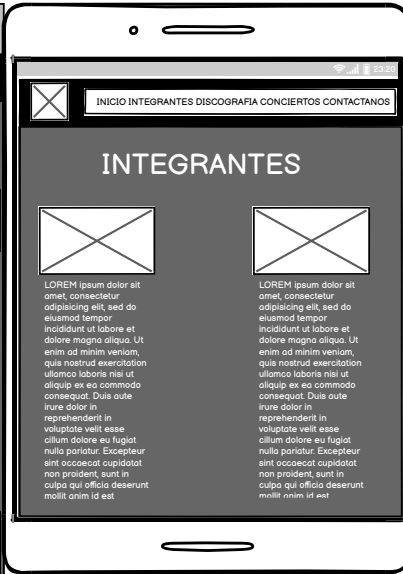 23:20
INICIO INTEGRANTES DISCOGRAFIA CONCIERTOS CONTACTANOS
INTEGRANTES
LOREM ipsum dolor sit
amet, consectetur
adipisicing elit, sed do
eiusmod tempor
incididunt ut labore et
dolore magna aliqua. Ut
enim ad minim veniam,
quis nostrud exercitation
ullamco laboris nisi ut
aliquip ex ea commodo
consequat. Duis aute
irure dolor in
reprehenderit in
voluptate velit esse
cillum dolore eu fugiat
nulla pariatur. Excepteur
sint occaecat cupidatat
non proident, sunt in
culpa qui officia deserunt
mollit anim id est
LOREM ipsum dolor sit
amet, consectetur
adipisicing elit, sed do
eiusmod tempor
incididunt ut labore et
dolore magna aliqua. Ut
enim ad minim veniam,
quis nostrud exercitation
ullamco laboris nisi ut
aliquip ex ea commodo
consequat. Duis aute
irure dolor in
reprehenderit in
voluptate velit esse
cillum dolore eu fugiat
nulla pariatur. Excepteur
sint occaecat cupidatat
non proident, sunt in
culpa qui officia deserunt
mollit anim id est